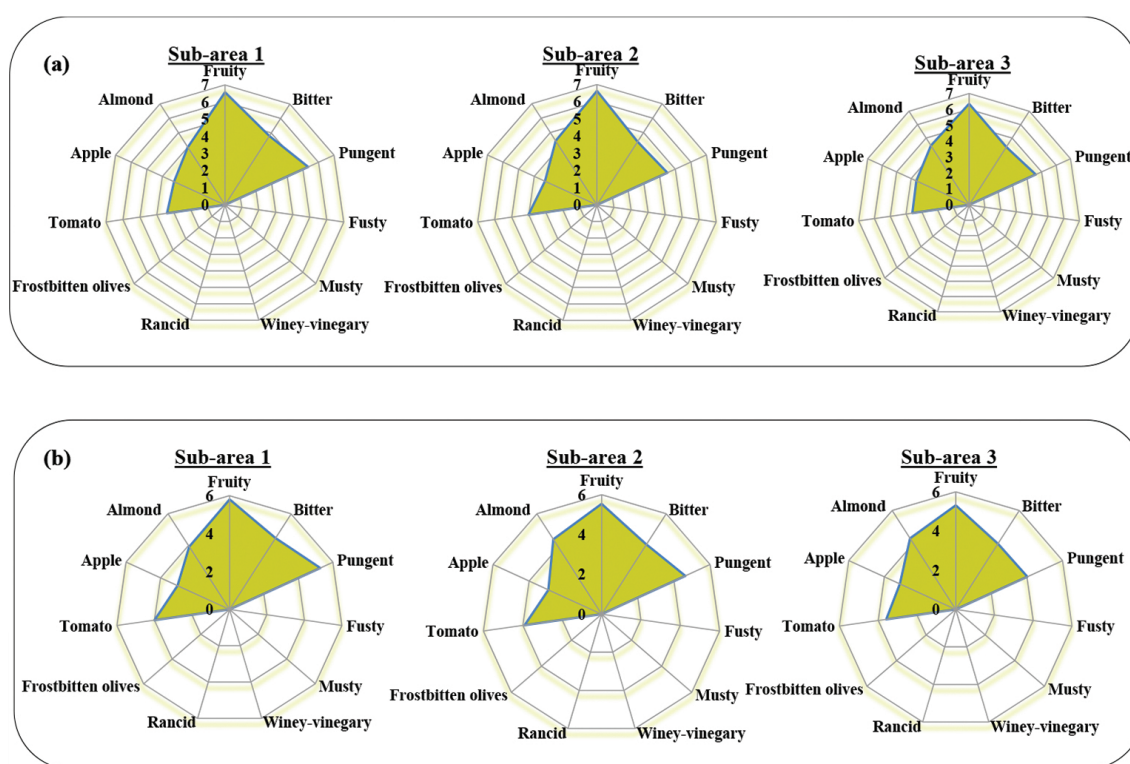 (a)
Sub-area 1
Fruity
Bitter
Pungent
Fusty
Musty
Winey-vinegary
Rancid
Frostbitten olives
Tomato
Apple
Almond
7
6
5
4
3
2
1
0
Sub-area 2
Fruity
Bitter
Pungent
Fusty
Musty
Winey-vinegary
Rancid
Frostbitten olives
Tomato
Apple
Almond
7
6
5
4
3
2
1
0
Sub-area 3
Fruity
Bitter
Pungent
Fusty
Musty
Winey-vinegary
Rancid
Frostbitten olives
Tomato
Apple
Almond
7
6
5
4
3
2
1
0
(b)
Sub-area 1
Fruity
Bitter
Pungent
Fusty
Musty
Winey-vinegary
Rancid
Frostbitten olives
Tomato
Apple
Almond
6
4
2
0
Sub-area 2
Fruity
Bitter
Pungent
Fusty
Musty
Winey-vinegary
Rancid
Frostbitten olives
Tomato
Apple
Almond
6
4
2
0
Sub-area 3
Fruity
Bitter
Pungent
Fusty
Musty
Winey-vinegary
Rancid
Frostbitten olives
Tomato
Apple
Almond
6
4
2
0